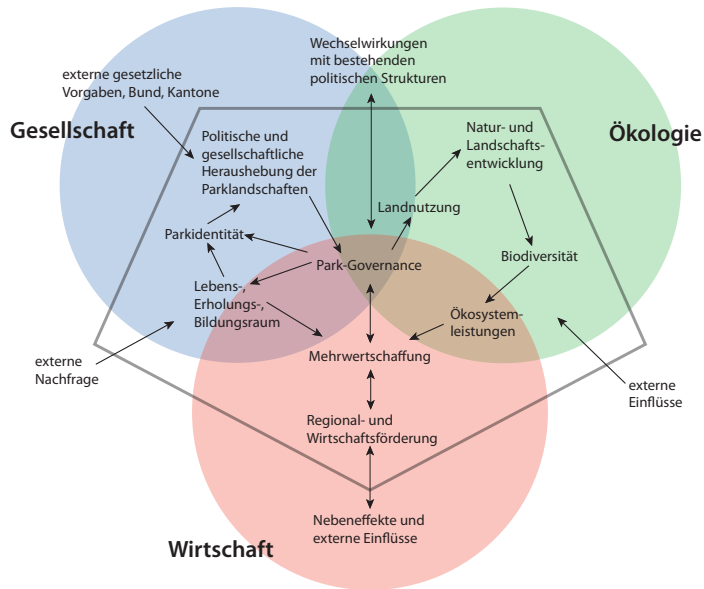 Wechselwirkungen
mit bestehenden
politischen Strukturen
externe gesetzliche
Vorgaben, Bund, Kantone
Gesellschaft
Ökologie
Politische und
gesellschaftliche
Heraushebung der
Parklandschaften
Natur- und
Landschafts-
entwicklung
Landnutzung
Parkidentität
Park-Governance
Biodiversität
Lebens-,
Erholungs-,
Bildungsraum
Ökosystem-
leistungen
externe
Nachfrage
Mehrwertschaffung
externe
Einflüsse
Regional- und
Wirtschaftsförderung
Nebeneffekte und
externe Einflüsse
Wirtschaft